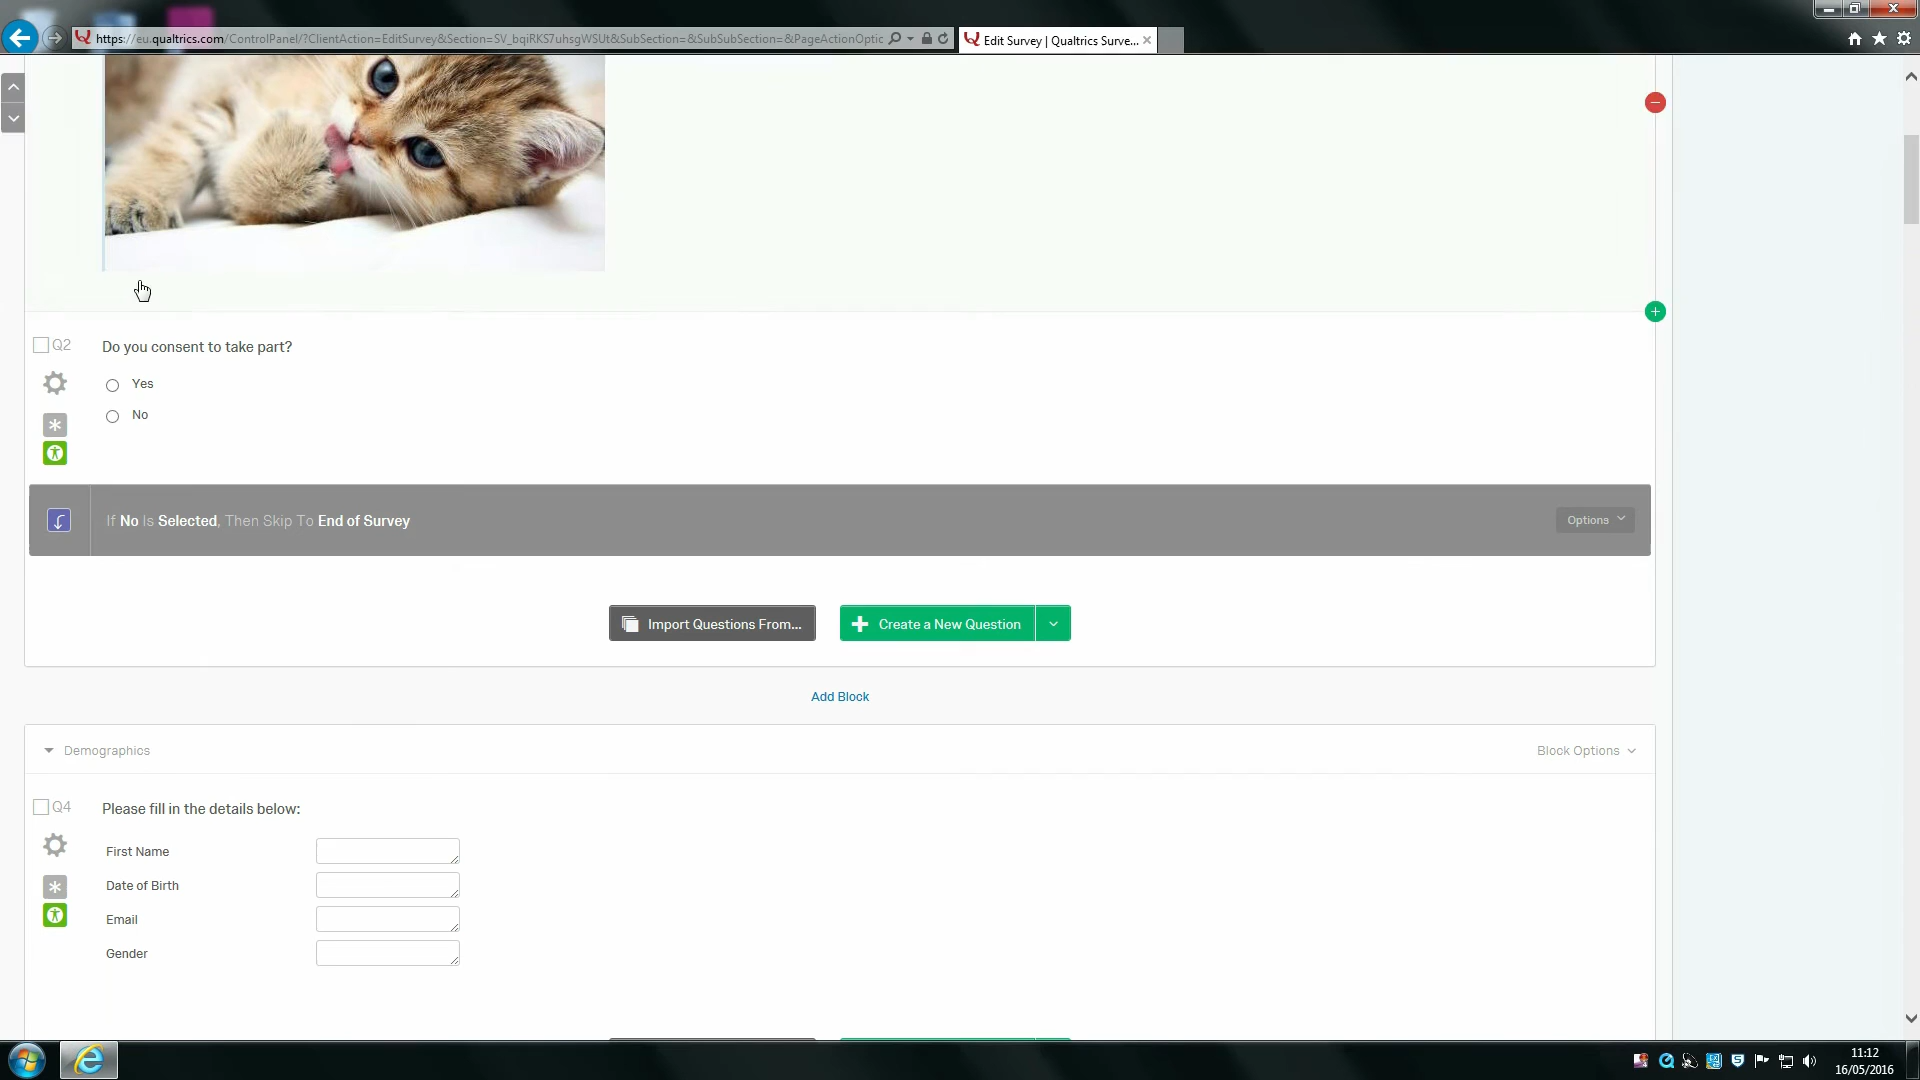 https://eu.qualtrics.com/ControlPanel/?ClientAction=EditSurvey&Section=SV_bqiRKS7uhsgWSUt&SubSection=&SubSubSection=&PageActionOptic
Edit Survey | Qualtrics Surve...
Q2
Do you consent to take part?
Yes
No
If No Is Selected, Then Skip To End of Survey
Options
Import Questions From...
Create a New Question
Add Block
Demographics
Block Options
Q4
Please fill in the details below:
First Name
Date of Birth
Email
Gender
11:12
16/05/2016